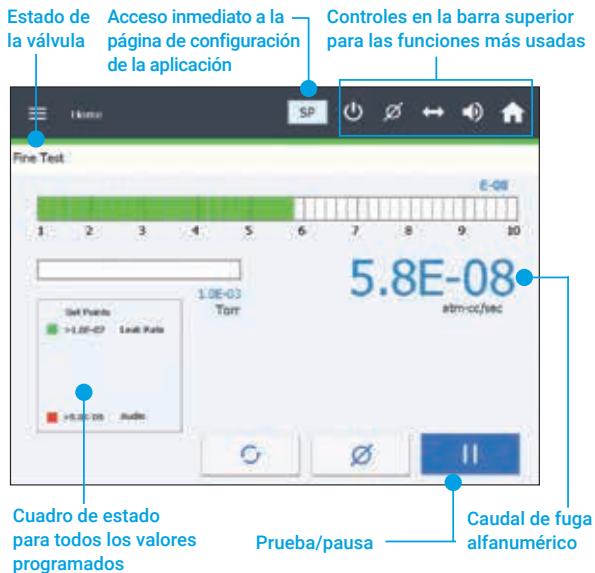 Estado de
la válvula
Acceso inmediato a la
página de configuración
de la aplicación
Controles en la barra superior
para las funciones más usadas
Home
SP
Fine Test
E-08
1 2 3 4 5 6 7 8 9 10
1.0E-03
Torr
5.8E-08
atm-cc/sec
Set Points
>1.0E-07 Leak Rate
Audio
Cuadro de estado
para todos los valores
programados
Prueba/pausa
Caudal de fuga
alfanumérico